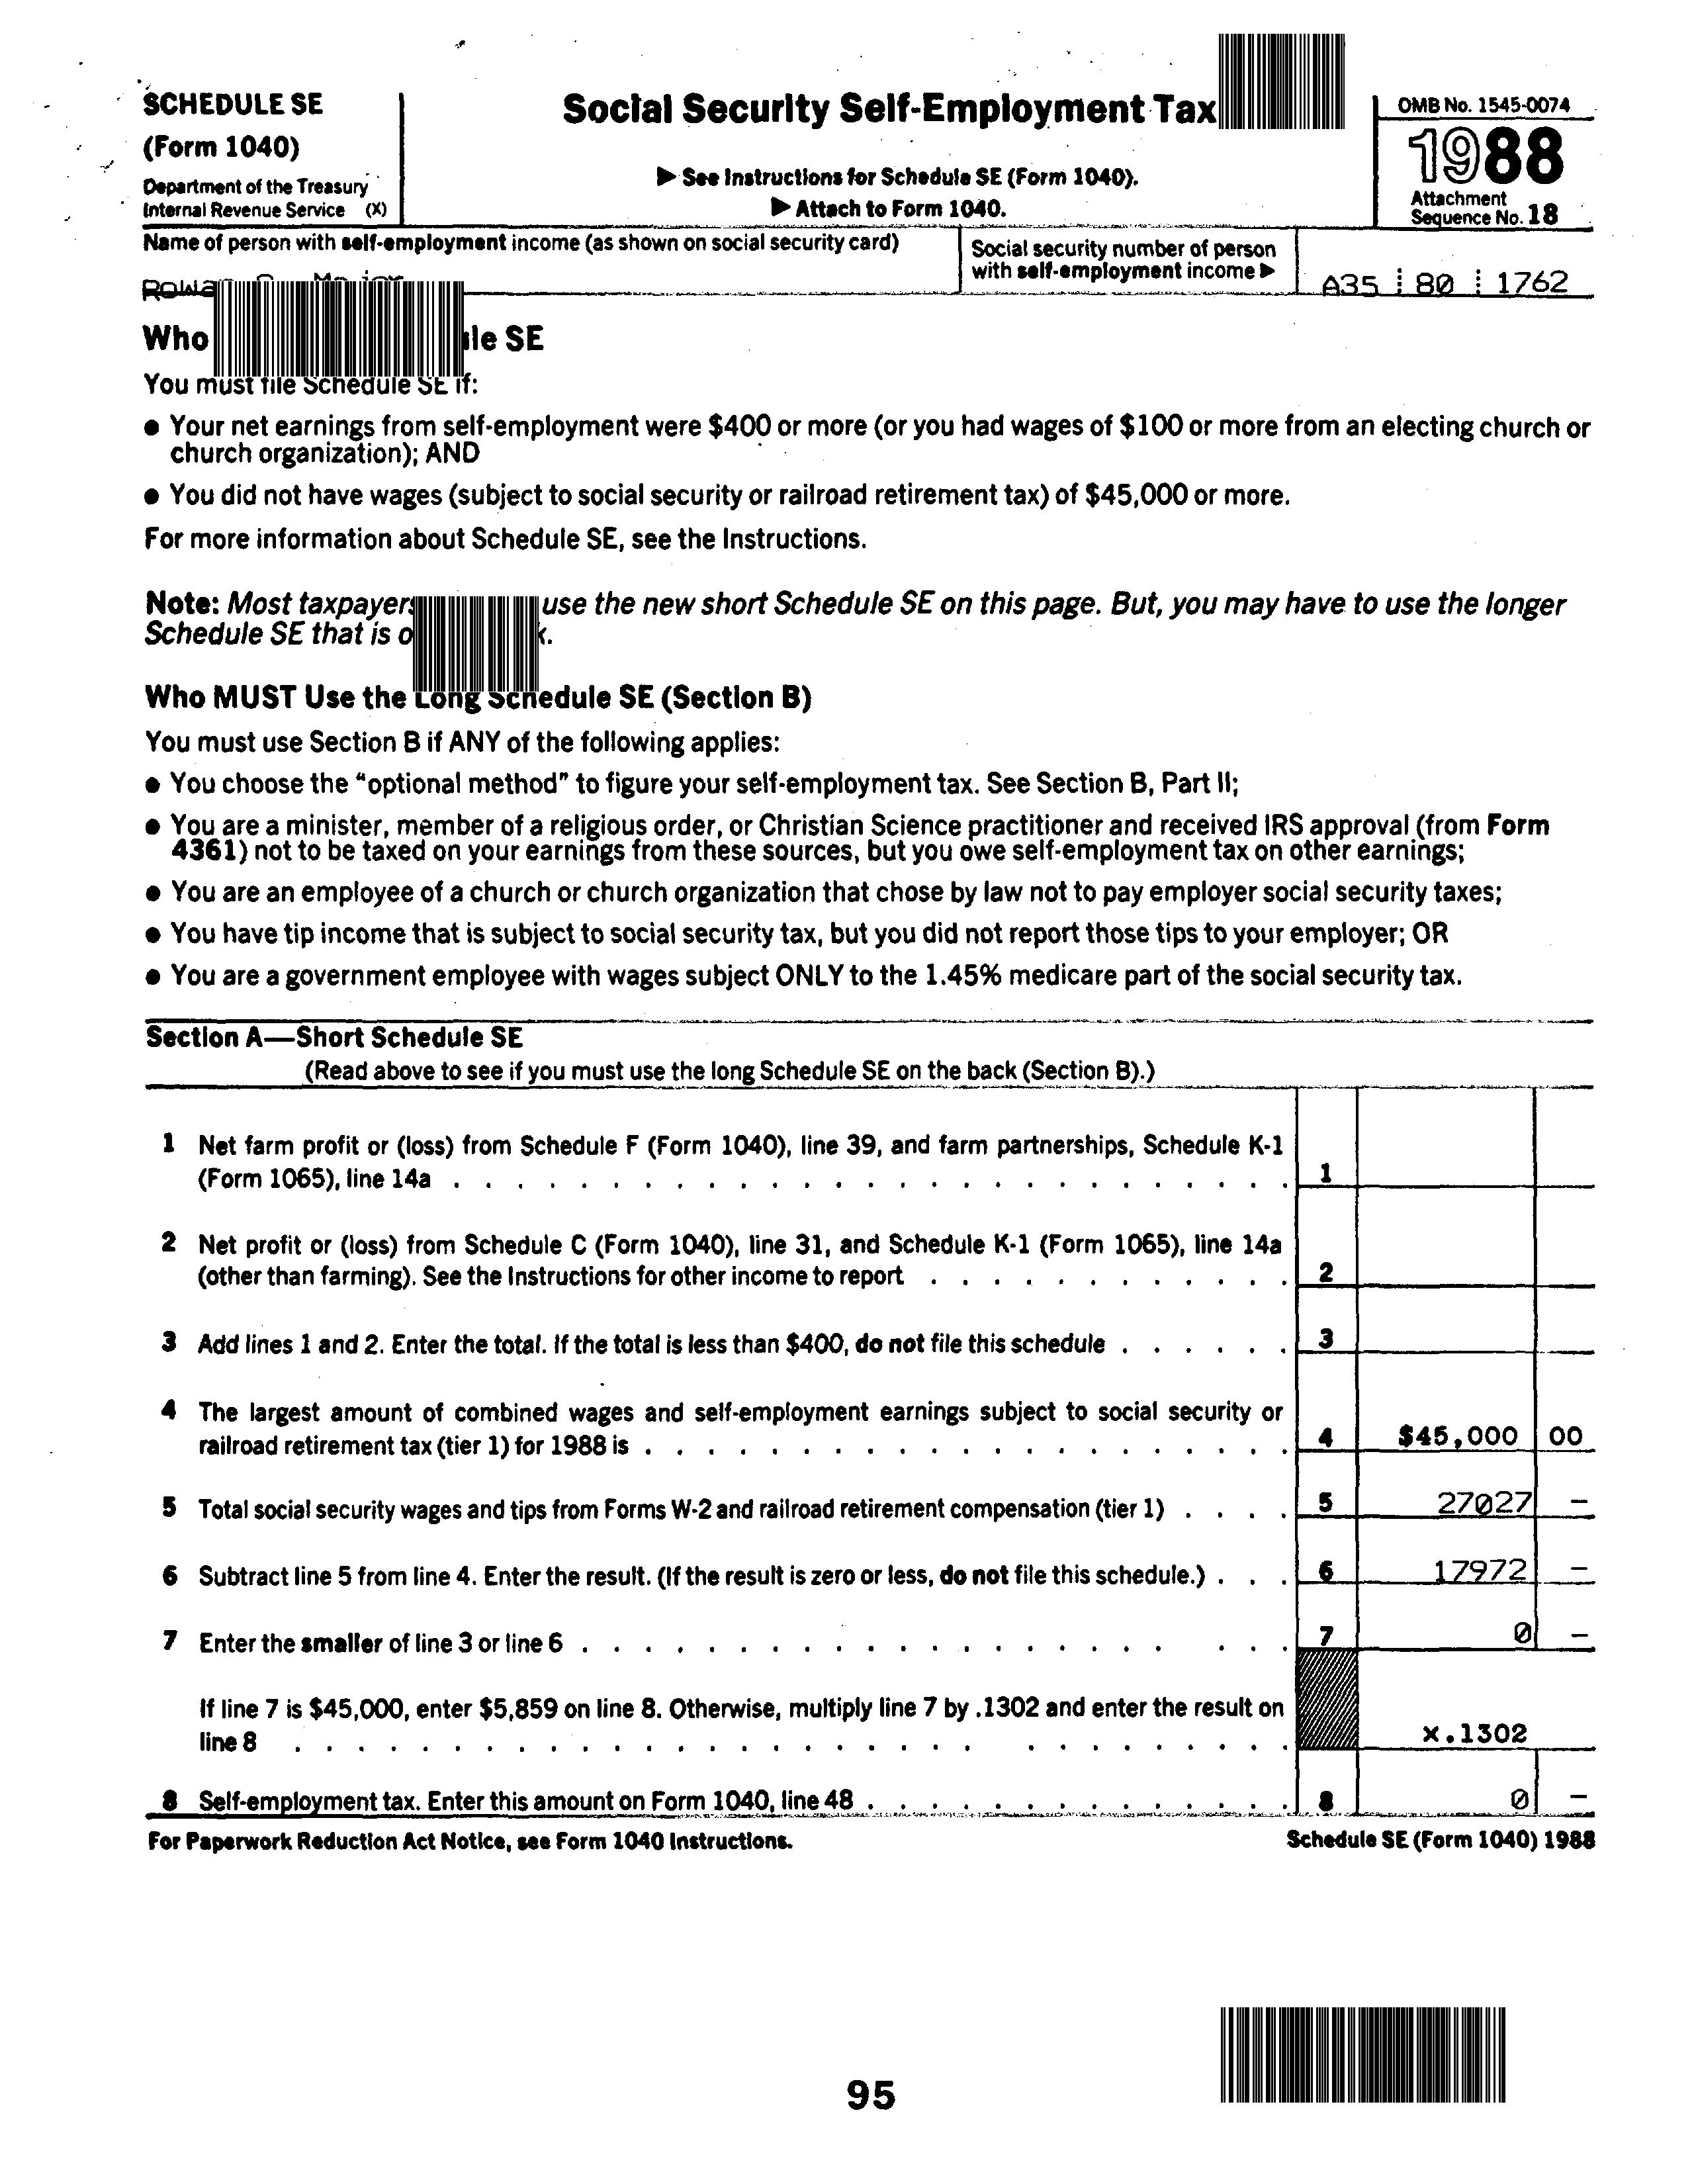 SCHEDULE SE
(Form 1040)
Department of the Treasury
Internal Revenue Service (X)
Social Security Self-Employment Tax
▶ See Instructions for Schedule SE (Form 1040).
▶ Attach to Form 1040.
OMB No. 1545-0074
1988
Attachment
Sequence No. 18
Name of person with self-employment income (as shown on social security card)
Social security number of person
with self-employment income ▶
A35 80 1762
Who
le SE
You must file Schedule SE if:
● Your net earnings from self-employment were $400 or more (or you had wages of $100 or more from an electing church or
church organization); AND
● You did not have wages (subject to social security or railroad retirement tax) of $45,000 or more.
For more information about Schedule SE, see the Instructions.
Note: Most taxpayers use the new short Schedule SE on this page. But, you may have to use the longer
Schedule SE that is
Who MUST Use the Long Schedule SE (Section B)
You must use Section B if ANY of the following applies:
● You choose the “optional method” to figure your self-employment tax. See Section B, Part II;
● You are a minister, member of a religious order, or Christian Science practitioner and received IRS approval (from Form
4361) not to be taxed on your earnings from these sources, but you owe self-employment tax on other earnings;
● You are an employee of a church or church organization that chose by law not to pay employer social security taxes;
● You have tip income that is subject to social security tax, but you did not report those tips to your employer; OR
● You are a government employee with wages subject ONLY to the 1.45% medicare part of the social security tax.
Section A—Short Schedule SE
(Read above to see if you must use the long Schedule SE on the back (Section B).)
1 Net farm profit or (loss) from Schedule F (Form 1040), line 39, and farm partnerships, Schedule K-1
(Form 1065), line 14a . . . . . . . . . . . . . . . . . . . . . . . . . . . 1
2 Net profit or (loss) from Schedule C (Form 1040), line 31, and Schedule K-1 (Form 1065), line 14a
(other than farming). See the Instructions for other income to report . . . . . . . . . . . . 2
3 Add lines 1 and 2. Enter the total. If the total is less than $400, do not file this schedule . . . . . . 3
4 The largest amount of combined wages and self-employment earnings subject to social security or
railroad retirement tax (tier 1) for 1988 is . . . . . . . . . . . . . . . . . . . . . 4 $45,000 00
5 Total social security wages and tips from Forms W-2 and railroad retirement compensation (tier 1) . . . . 5 27027 –
6 Subtract line 5 from line 4. Enter the result. (If the result is zero or less, do not file this schedule.) . . . 6 17972 –
7 Enter the smaller of line 3 or line 6 . . . . . . . . . . . . . . . . . . . . . . 7 0 –
If line 7 is $45,000, enter $5,859 on line 8. Otherwise, multiply line 7 by .1302 and enter the result on
line 8 . . . . . . . . . . . . . . . . . . . . . . . . . . . . . . x.1302
8 Self-employment tax. Enter this amount on Form 1040, line 48 . . . . . . . . . . . . . . 8 0 –
For Paperwork Reduction Act Notice, see Form 1040 Instructions.
Schedule SE (Form 1040) 1988
95